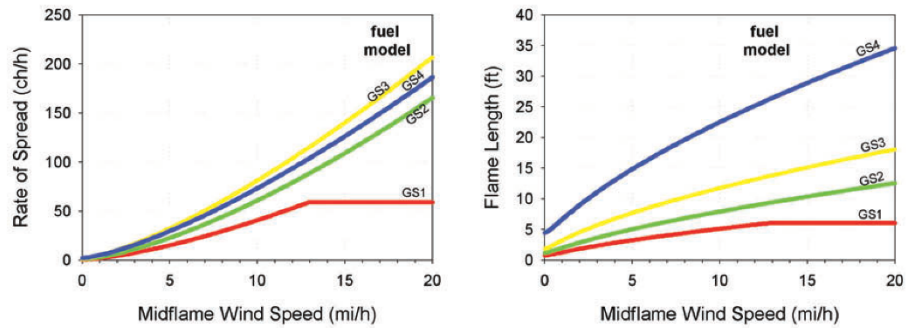 Rate of Spread (ch/h)
250
200
150
100
50
0
fuel
model
GS3
GS4
GS2
GS1
0
5
10
15
20
Midflame Wind Speed (mi/h)
Flame Length (ft)
40
35
30
25
20
15
10
5
0
fuel
model
GS4
GS3
GS2
GS1
0
5
10
15
20
Midflame Wind Speed (mi/h)